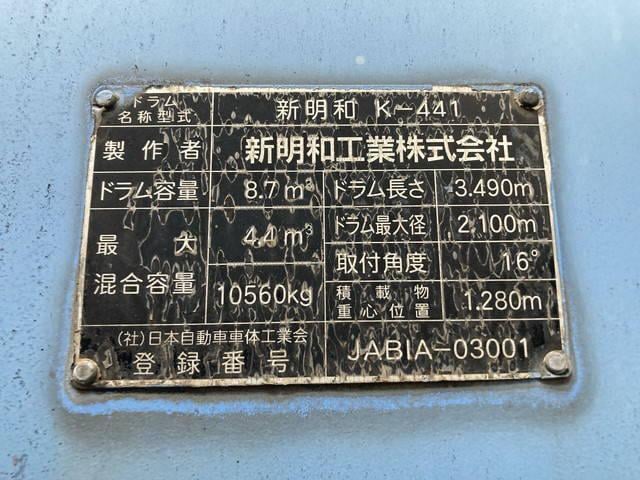 ドラム名称型式 新明和 K-441
製作者 新明和工業株式会社
ドラム容量 8.7m³ ドラム長さ 3.490m
最大混合容量 4.4m³ ドラム最大径 2.100m
10560kg 取付角度 16°
積載物重心位置 1.280m
(社)日本自動車車体工業会
登録番号 JABIA-03001